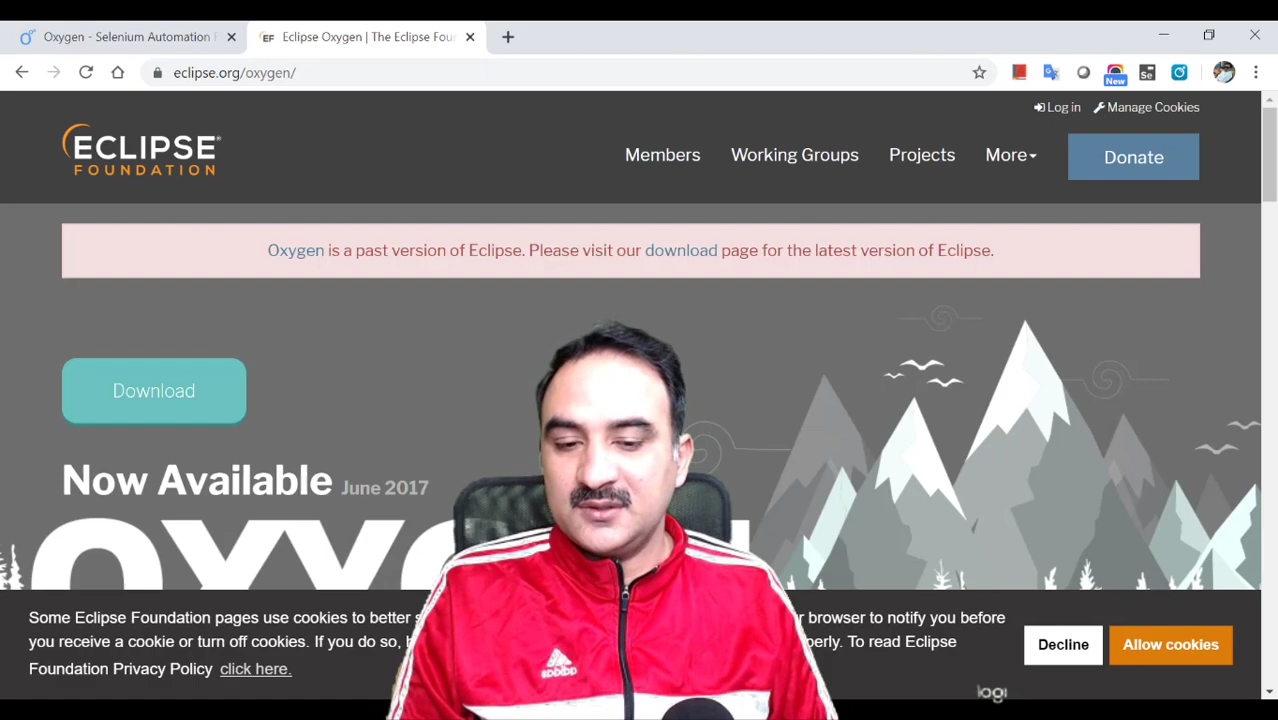 Oxygen - Selenium Automation
Eclipse Oxygen | The Eclipse Foun
eclipse.org/oxygen/
New
Se
Log in
Manage Cookies
ECLIPSE
FOUNDATION
Members
Working Groups
Projects
More
Donate
Oxygen is a past version of Eclipse. Please visit our download page for the latest version of Eclipse.
Download
Now Available June 2017
Some Eclipse Foundation pages use cookies to better
browser to notify you before
you receive a cookie or turn off cookies. If you do so,
To read Eclipse
Foundation Privacy Policy click here.
Decline
Allow cookies